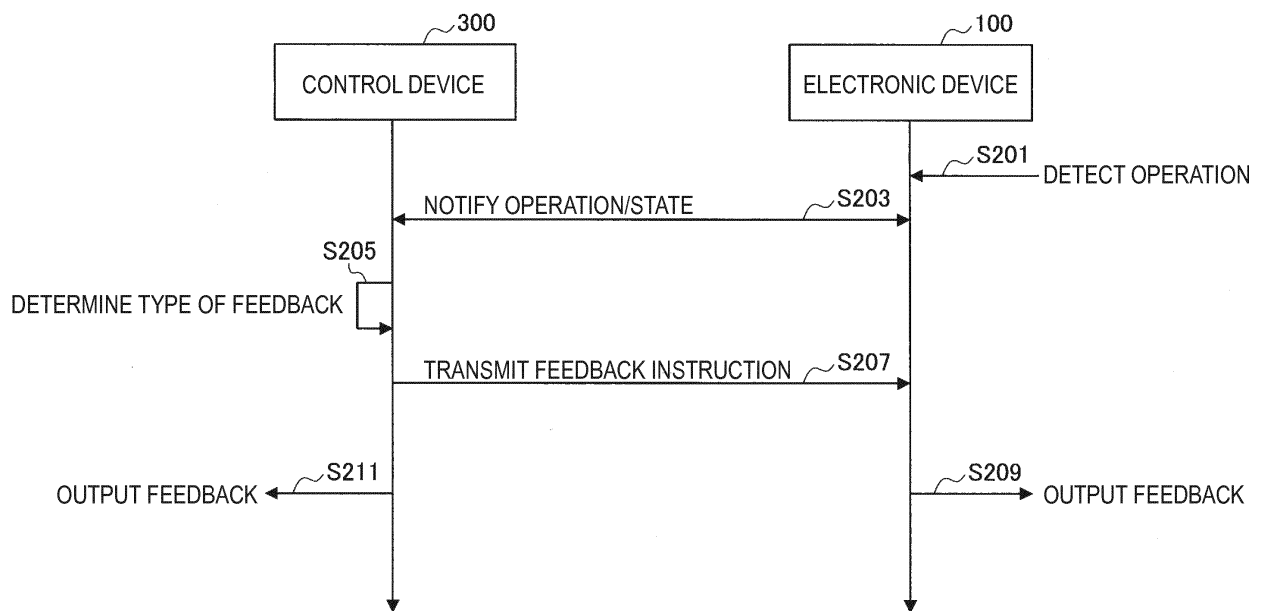 300
100
CONTROL DEVICE
ELECTRONIC DEVICE
S201
DETECT OPERATION
NOTIFY OPERATION/STATE
S203
S205
DETERMINE TYPE OF FEEDBACK
TRANSMIT FEEDBACK INSTRUCTION
S207
S211
OUTPUT FEEDBACK
S209
OUTPUT FEEDBACK